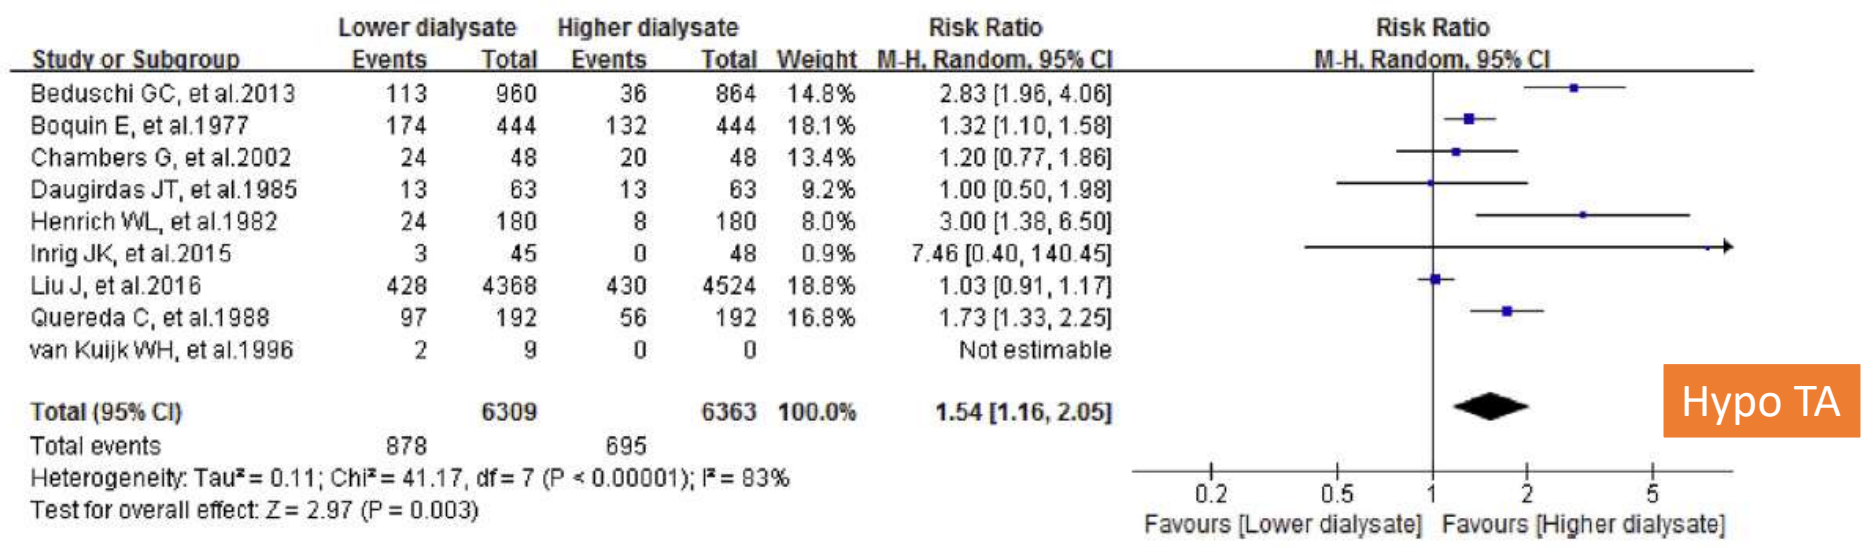 Lower dialysate Higher dialysate Risk Ratio Risk Ratio
Study or Subgroup Events Total Events Total Weight M-H, Random, 95% CI M-H, Random, 95% CI
Beduschi GC, et al.2013 113 960 36 864 14.8% 2.83 [1.96, 4.06]
Boquin E, et al.1977 174 444 132 444 18.1% 1.32 [1.10, 1.58]
Chambers G, et al.2002 24 48 20 48 13.4% 1.20 [0.77, 1.86]
Daugirdas JT, et al.1985 13 63 13 63 9.2% 1.00 [0.50, 1.98]
Henrich WL, et al.1982 24 180 8 180 8.0% 3.00 [1.38, 6.50]
Inrig JK, et al.2015 3 45 0 48 0.9% 7.46 [0.40, 140.45]
Liu J, et al.2016 428 4368 430 4524 18.8% 1.03 [0.91, 1.17]
Quereda C, et al.1988 97 192 56 192 16.8% 1.73 [1.33, 2.25]
van Kuijk WH, et al.1996 2 9 0 0 Not estimable
Total (95% CI) 6309 6363 100.0% 1.54 [1.16, 2.05]
Hypo TA
Total events 878 695
Heterogeneity: Tau² = 0.11; Chi² = 41.17, df = 7 (P < 0.00001); I² = 83%
Test for overall effect: Z = 2.97 (P = 0.003)
0.2 0.5 1 2 5
Favours [Lower dialysate] Favours [Higher dialysate]